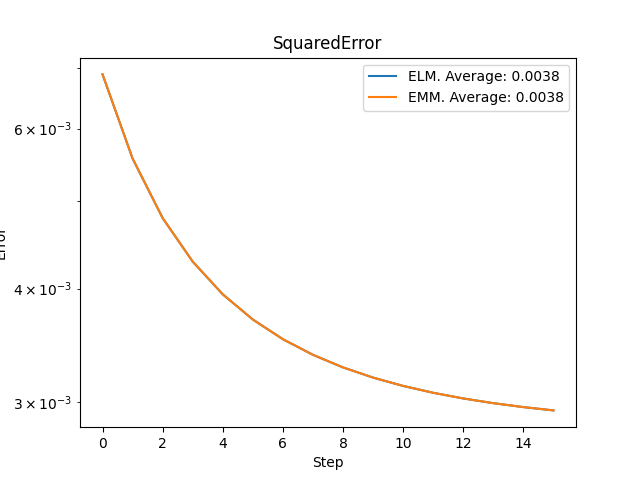 SquaredError
ELM. Average: 0.0038
EMM. Average: 0.0038
6 × 10⁻³
4 × 10⁻³
3 × 10⁻³
Error
0 2 4 6 8 10 12 14
Step